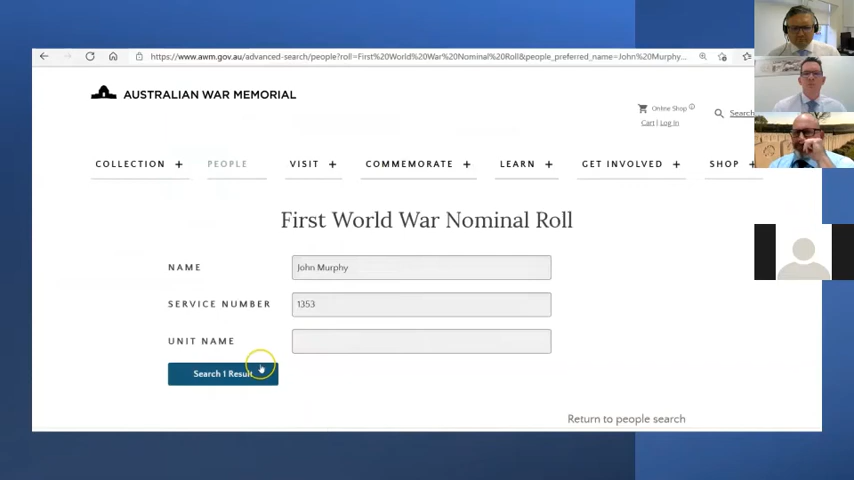 https://www.awm.gov.au/advanced-search/people?roll=First%20World%20War%20Nominal%20Roll&people_preferred_name=John%20Murphy...
AUSTRALIAN WAR MEMORIAL
Online Shop
Cart | Log In
Search
COLLECTION +
PEOPLE
VISIT +
COMMEMORATE +
LEARN +
GET INVOLVED +
SHOP +
First World War Nominal Roll
NAME
John Murphy
SERVICE NUMBER
1353
UNIT NAME
Search 1 Result
Return to people search